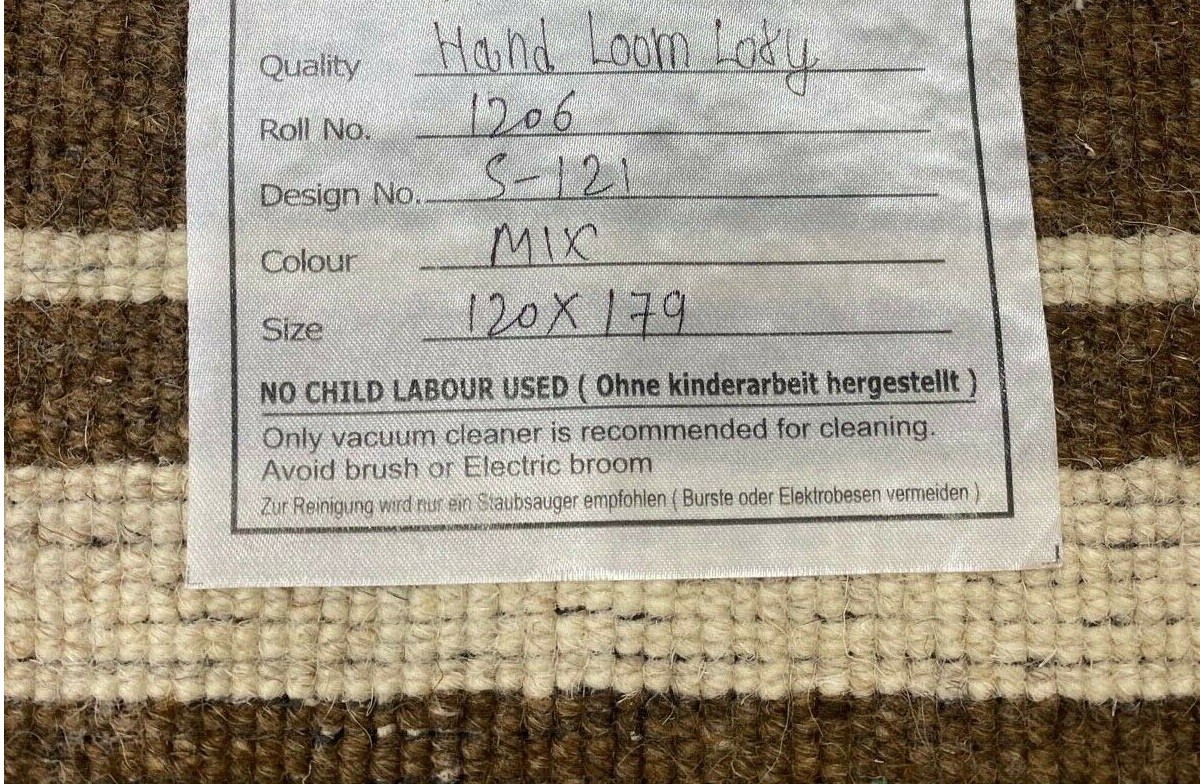 Quality Hand Loom
Roll No. 1206
Design No. S-121
Colour MIX
Size 120X179
NO CHILD LABOUR USED ( Ohne kinderarbeit hergestellt )
Only vacuum cleaner is recommended for cleaning.
Avoid brush or Electric broom
Zur Reinigung wird nur ein Staubsauger empfohlen ( Burste oder Elektrobesen vermeiden )